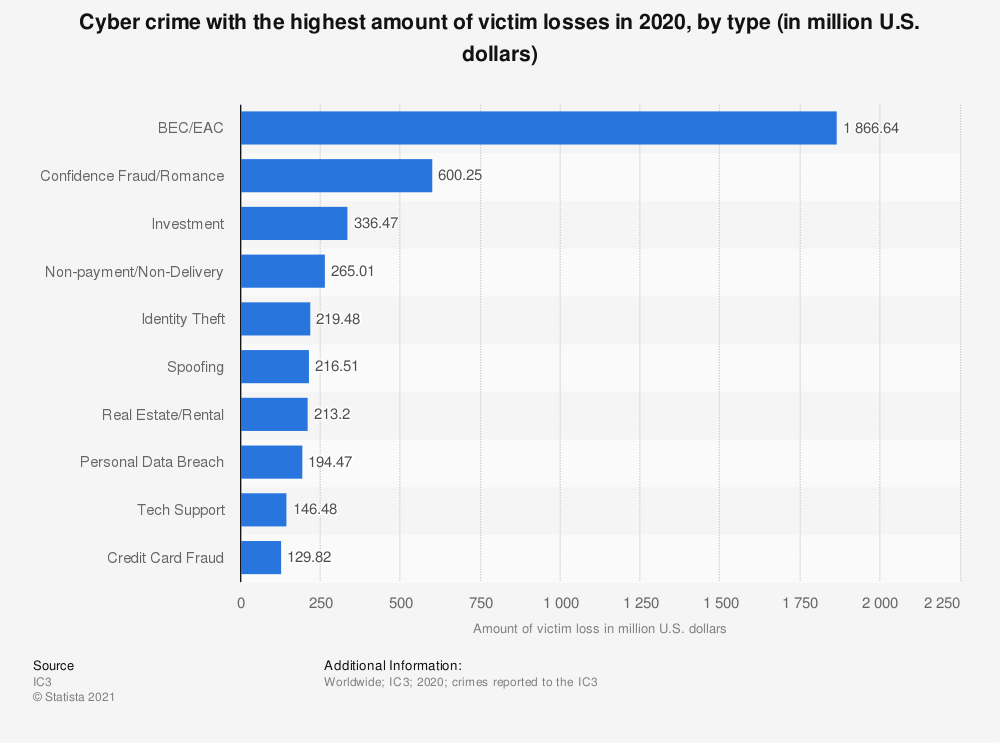 Cyber crime with the highest amount of victim losses in 2020, by type (in million U.S.
dollars)
BEC/EAC 1 866.64
Confidence Fraud/Romance 600.25
Investment 336.47
Non-payment/Non-Delivery 265.01
Identity Theft 219.48
Spoofing 216.51
Real Estate/Rental 213.2
Personal Data Breach 194.47
Tech Support 146.48
Credit Card Fraud 129.82
0 250 500 750 1 000 1 250 1 500 1 750 2 000 2 250
Amount of victim loss in million U.S. dollars
Source
IC3
© Statista 2021
Additional Information:
Worldwide; IC3; 2020; crimes reported to the IC3